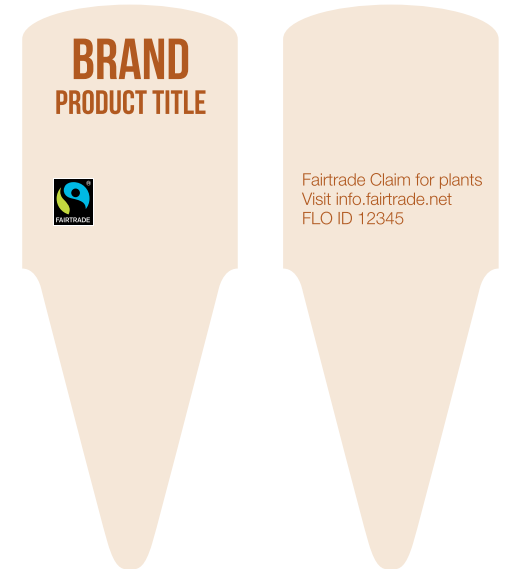 BRAND
PRODUCT TITLE
®
FAIRTRADE
Fairtrade Claim for plants
Visit info.fairtrade.net
FLO ID 12345